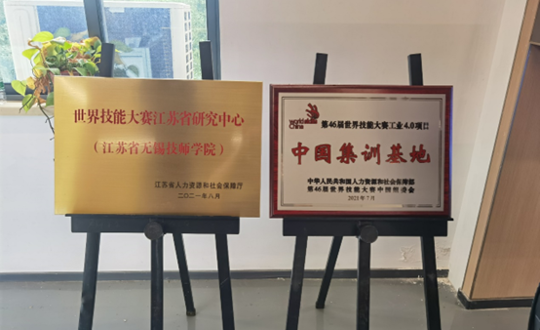 世界技能大赛江苏省研究中心
（江苏省无锡技师学院）
江苏省人力资源和社会保障厅
二〇二一年八月
worldskills
China
第46届世界技能大赛工业4.0项目
中国集训基地
中华人民共和国人力资源和社会保障部
第46届世界技能大赛中国组委会
2021年7月